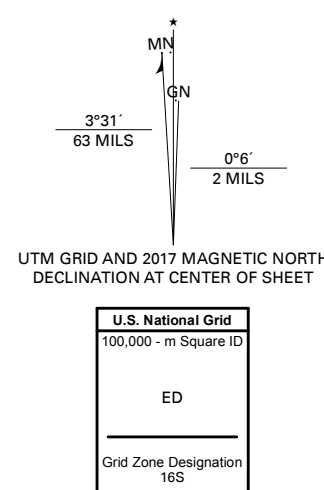 ★
MN
GN
3°31´
63 MILS
0°6´
2 MILS
UTM GRID AND 2017 MAGNETIC NORTH
DECLINATION AT CENTER OF SHEET
U.S. National Grid
100,000 - m Square ID
ED
Grid Zone Designation
16S